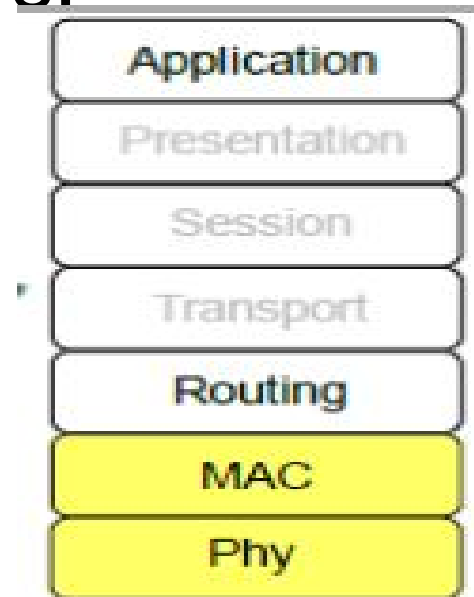 Application
Presentation
Session
Transport
Routing
MAC
Phy